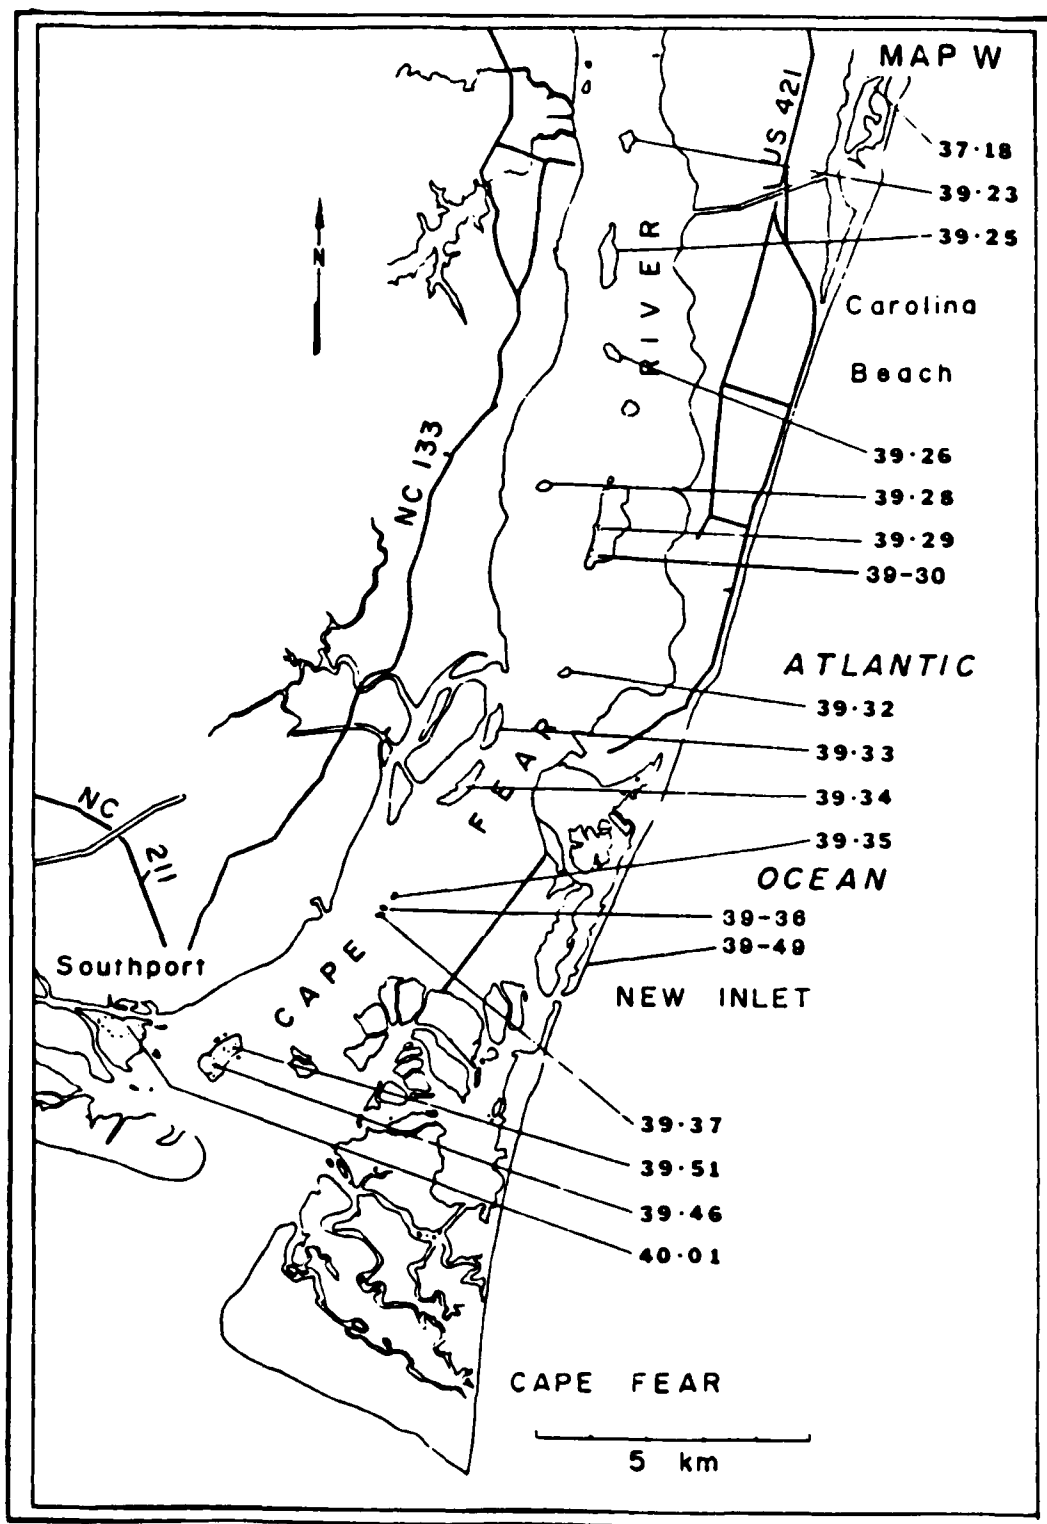 MAP W
US 421
37·18
39·23
39·25
RIVER
N
Carolina
Beach
NC 133
39·26
39·28
39·29
39-30
ATLANTIC
39·32
39·33
FEAR
39·34
NC
211
39·35
OCEAN
39-36
39-49
CAPE
Southport
NEW INLET
39·37
39·51
39·46
40·01
CAPE FEAR
5 km